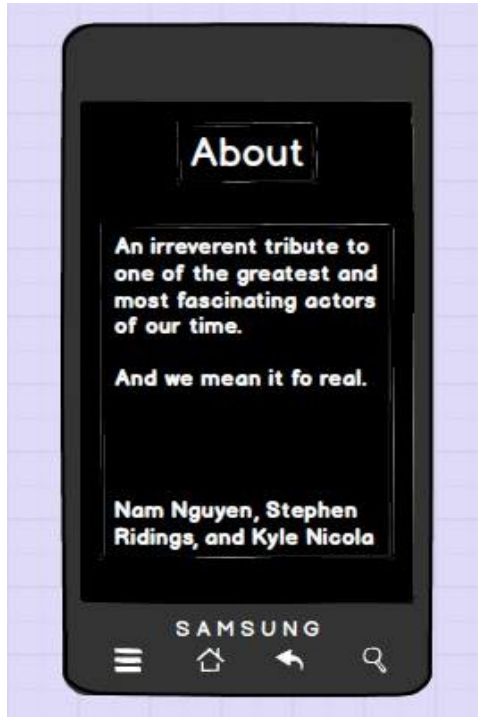 About
An irreverent tribute to
one of the greatest and
most fascinating actors
of our time.
And we mean it fo real.
Nam Nguyen, Stephen
Ridings, and Kyle Nicola
SAMSUNG